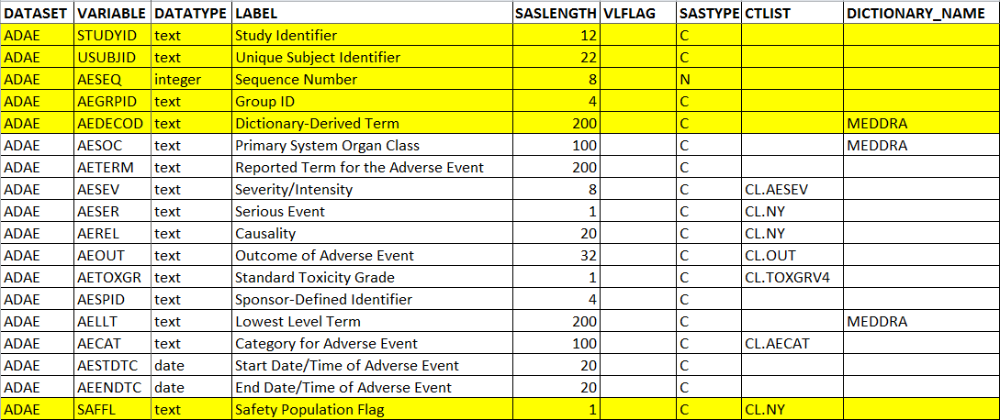 DATASET VARIABLE DATATYPE LABEL SASLENGTH VLFLAG SASTYPE CTLIST DICTIONARY_NAME
ADAE STUDYID text Study Identifier 12 C
ADAE USUBJID text Unique Subject Identifier 22 C
ADAE AESEQ integer Sequence Number 8 N
ADAE AEGRPID text Group ID 4 C
ADAE AEDECOD text Dictionary-Derived Term 200 C MEDDRA
ADAE AESOC text Primary System Organ Class 100 C MEDDRA
ADAE AETERM text Reported Term for the Adverse Event 200 C
ADAE AESEV text Severity/Intensity 8 C CL.AESEV
ADAE AESER text Serious Event 1 C CL.NY
ADAE AEREL text Causality 20 C CL.NY
ADAE AEOUT text Outcome of Adverse Event 32 C CL.OUT
ADAE AETOXGR text Standard Toxicity Grade 1 C CL.TOXGRV4
ADAE AESPID text Sponsor-Defined Identifier 4 C
ADAE AELLT text Lowest Level Term 200 C MEDDRA
ADAE AECAT text Category for Adverse Event 100 C CL.AECAT
ADAE AESTDTC date Start Date/Time of Adverse Event 20 C
ADAE AEENDTC date End Date/Time of Adverse Event 20 C
ADAE SAFFL text Safety Population Flag 1 C CL.NY